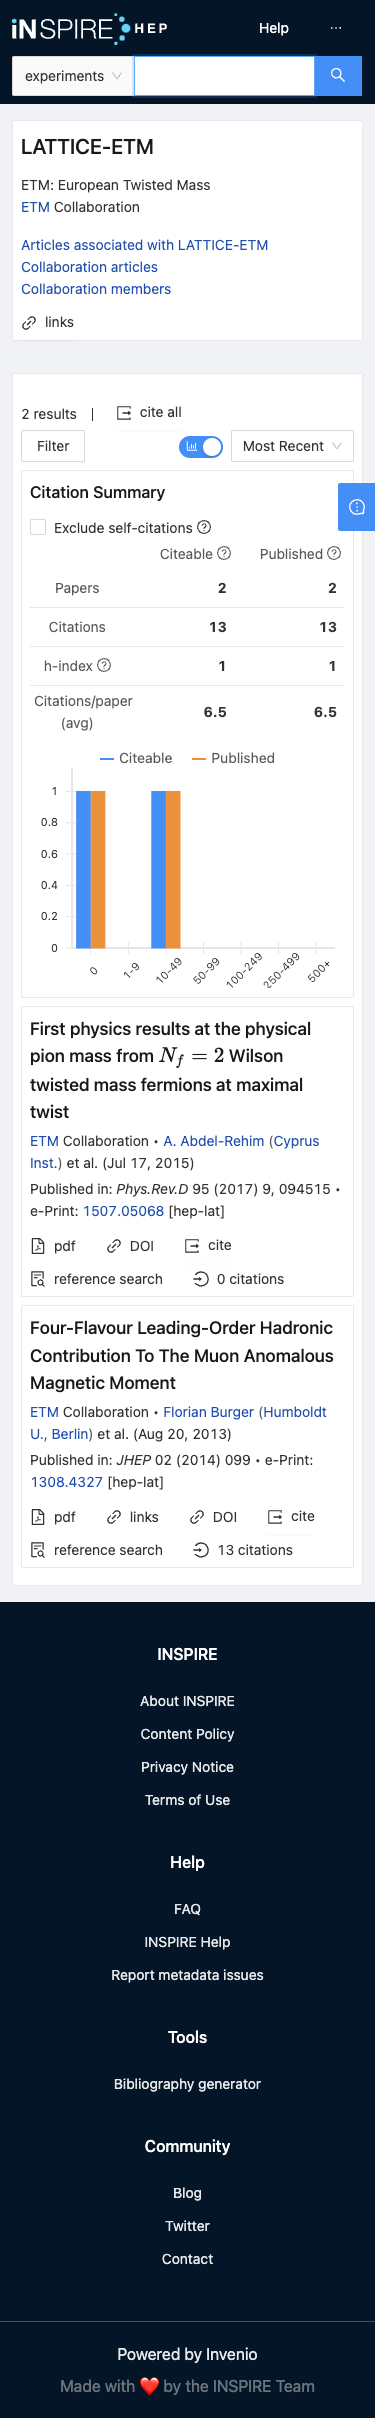 iNSPIRE HEP
Help
···
experiments
LATTICE-ETM
ETM: European Twisted Mass
ETM Collaboration
Articles associated with LATTICE-ETM
Collaboration articles
Collaboration members
links
2 results | cite all
Filter
Most Recent
Citation Summary
Exclude self-citations
Citeable Published
Papers 2 2
Citations 13 13
h-index 1 1
Citations/paper
(avg) 6.5 6.5
Citeable Published
1
0.8
0.6
0.4
0.2
0
0 1-9 10-49 50-99 100-249 250-499 500+
First physics results at the physical
pion mass from N_f = 2 Wilson
twisted mass fermions at maximal
twist
ETM Collaboration • A. Abdel-Rehim (Cyprus
Inst.) et al. (Jul 17, 2015)
Published in: Phys.Rev.D 95 (2017) 9, 094515 •
e-Print: 1507.05068 [hep-lat]
pdf DOI cite
reference search 0 citations
Four-Flavour Leading-Order Hadronic
Contribution To The Muon Anomalous
Magnetic Moment
ETM Collaboration • Florian Burger (Humboldt
U., Berlin) et al. (Aug 20, 2013)
Published in: JHEP 02 (2014) 099 • e-Print:
1308.4327 [hep-lat]
pdf links DOI cite
reference search 13 citations
INSPIRE
About INSPIRE
Content Policy
Privacy Notice
Terms of Use
Help
FAQ
INSPIRE Help
Report metadata issues
Tools
Bibliography generator
Community
Blog
Twitter
Contact
Powered by Invenio
Made with ❤️ by the INSPIRE Team